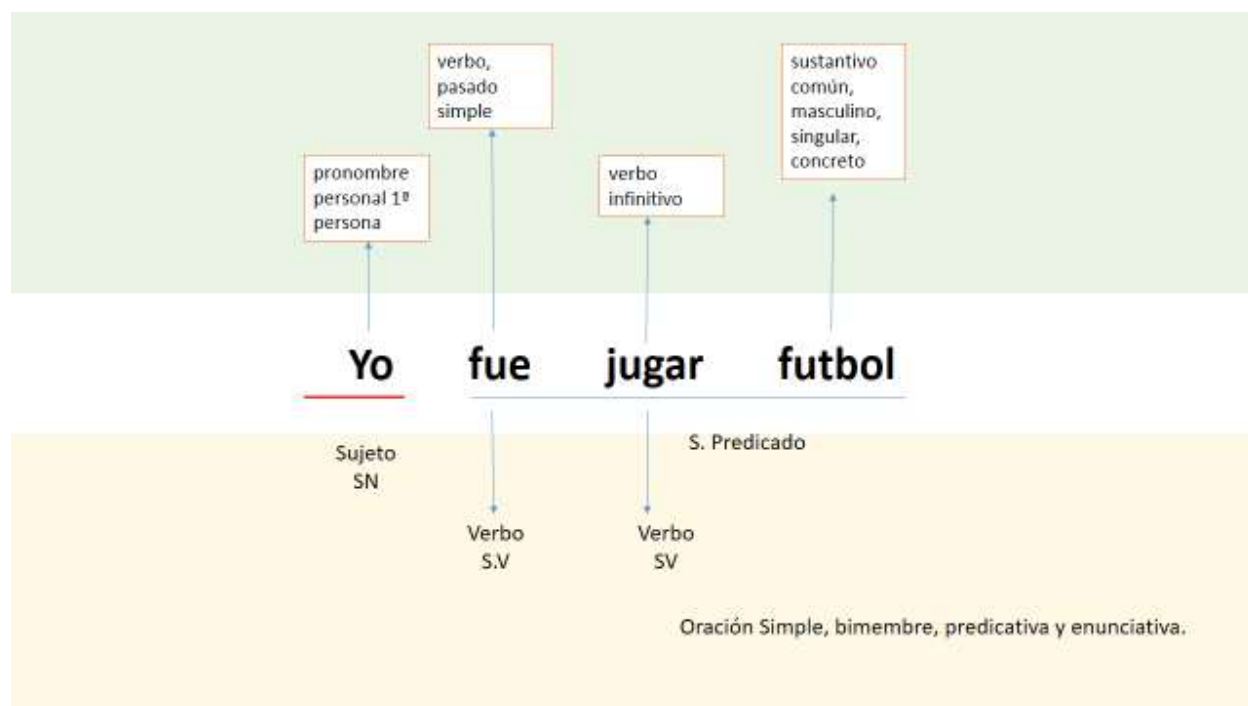 verbo,
pasado
simple
sustantivo
común,
masculino,
singular,
concreto
pronombre
personal 1ª
persona
verbo
infinitivo
Yo fue jugar futbol
S. Predicado
Sujeto
SN
Verbo
S.V
Verbo
SV
Oración Simple, bimembre, predicativa y enunciativa.